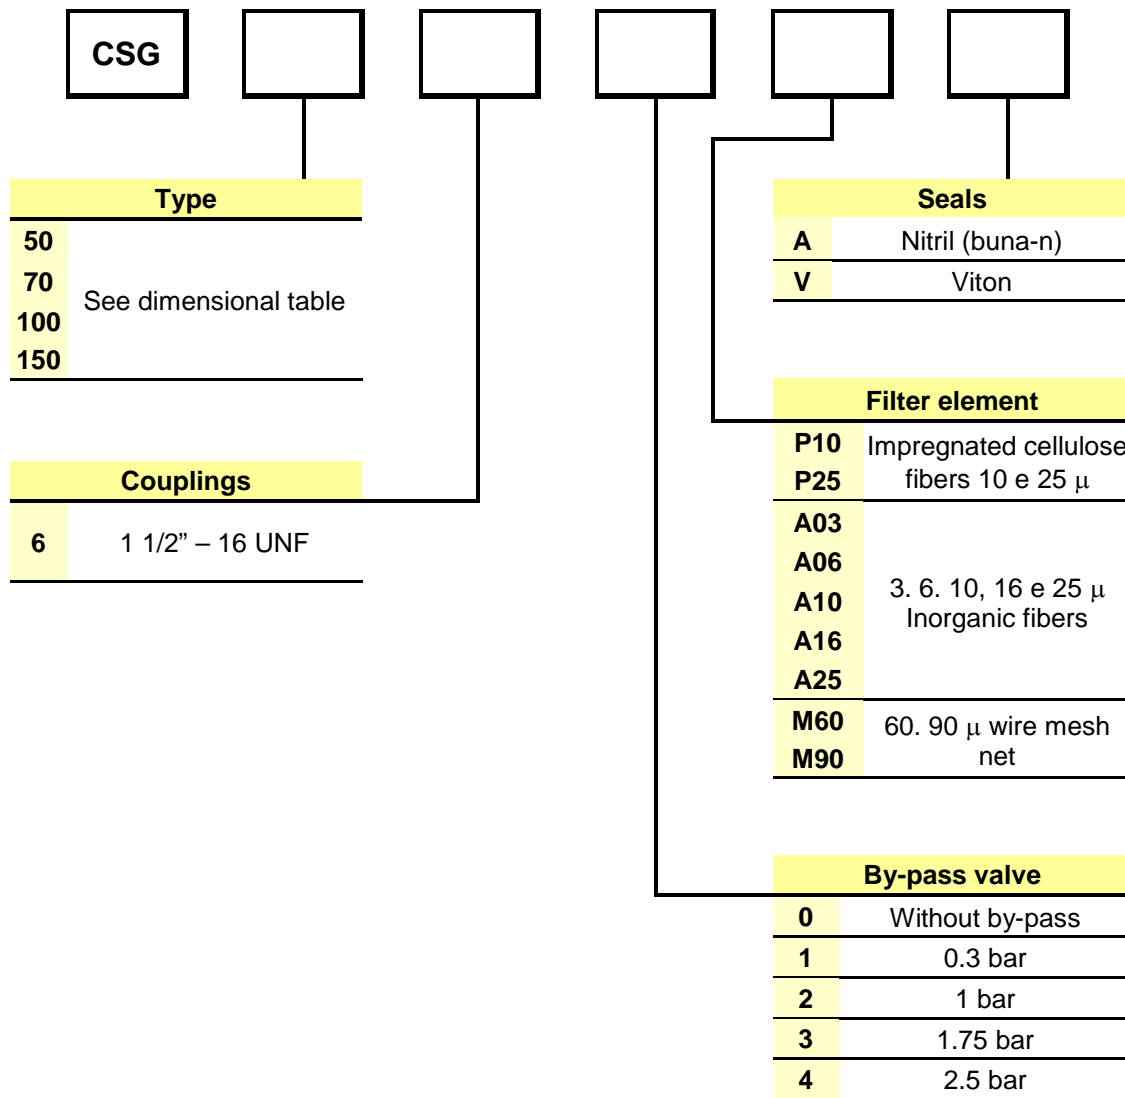 CSG
Type
50
70
100
150
See dimensional table
Couplings
6 1 1/2” – 16 UNF
Seals
A Nitril (buna-n)
V Viton
Filter element
P10
P25
Impregnated cellulose
fibers 10 e 25 μ
A03
A06
A10
A16
A25
3. 6. 10, 16 e 25 μ
Inorganic fibers
M60
M90
60. 90 μ wire mesh
net
By-pass valve
0 Without by-pass
1 0.3 bar
2 1 bar
3 1.75 bar
4 2.5 bar